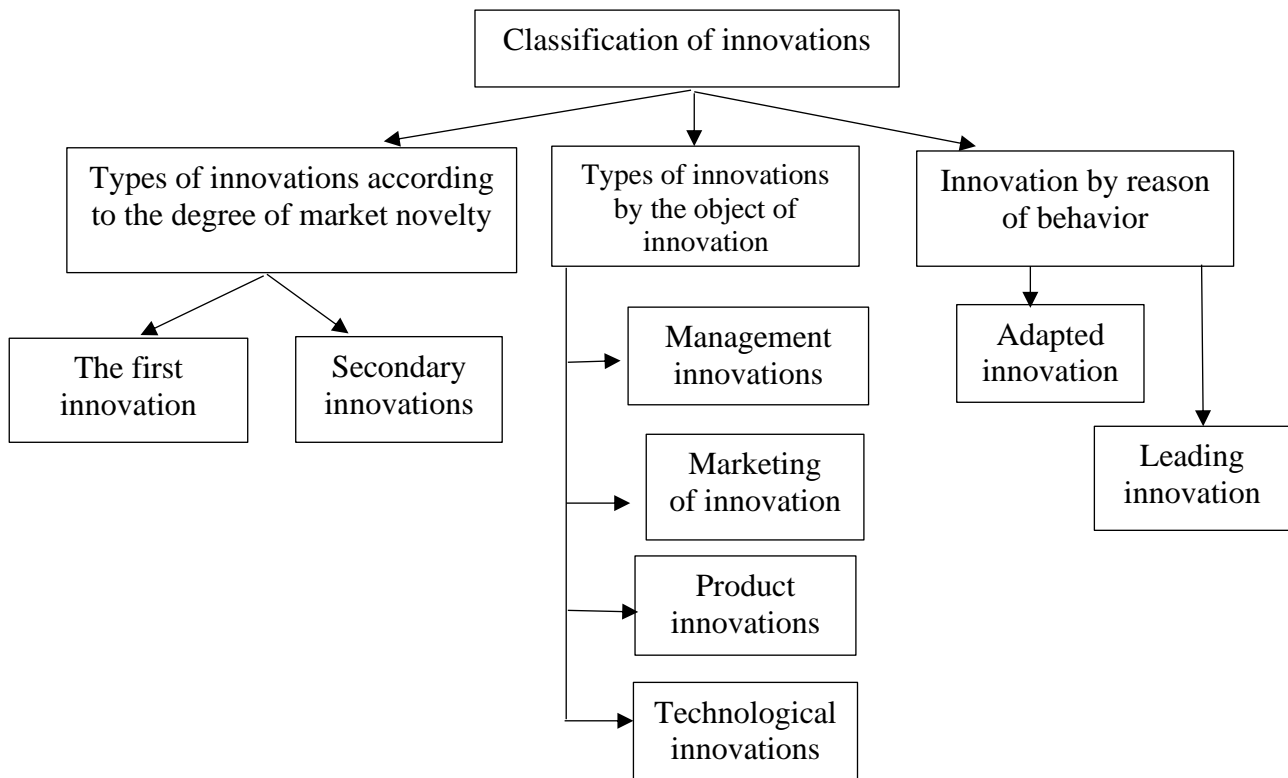 Classification of innovations
Types of innovations according
to the degree of market novelty
Types of innovations
by the object of
innovation
Innovation by reason
of behavior
The first
innovation
Secondary
innovations
Management
innovations
Marketing
of innovation
Product
innovations
Technological
innovations
Adapted
innovation
Leading
innovation